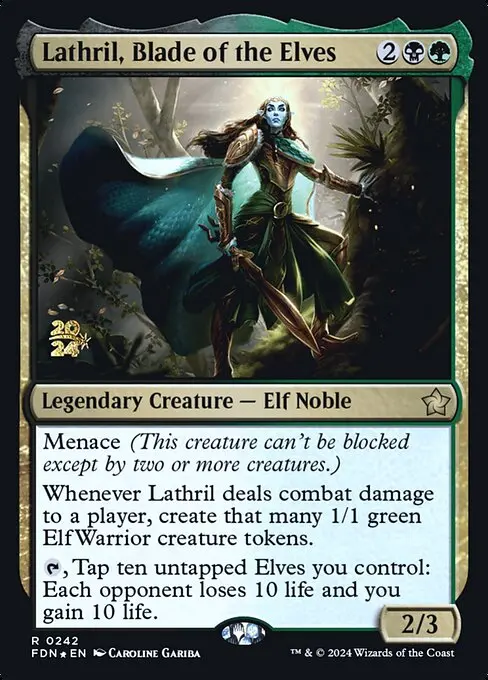 Lathril, Blade of the Elves 2
20
24
Legendary Creature — Elf Noble
Menace (This creature can't be blocked
except by two or more creatures.)
Whenever Lathril deals combat damage
to a player, create that many 1/1 green
Elf Warrior creature tokens.
, Tap ten untapped Elves you control:
Each opponent loses 10 life and you
gain 10 life.
2/3
R 0242
FDN ★ EN CAROLINE GARIBA
™ & © 2024 Wizards of the Coast